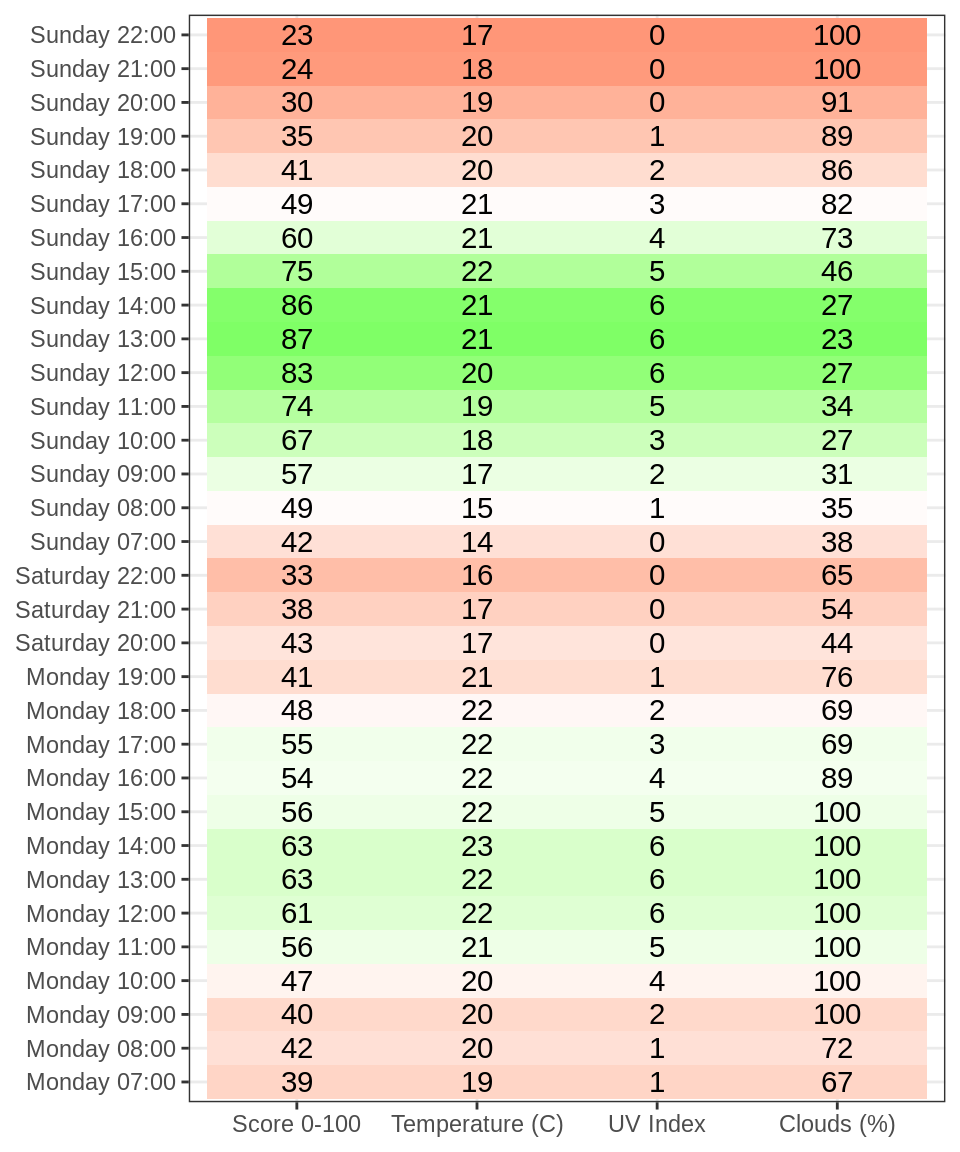 Sunday 22:00 23 17 0 100
Sunday 21:00 24 18 0 100
Sunday 20:00 30 19 0 91
Sunday 19:00 35 20 1 89
Sunday 18:00 41 20 2 86
Sunday 17:00 49 21 3 82
Sunday 16:00 60 21 4 73
Sunday 15:00 75 22 5 46
Sunday 14:00 86 21 6 27
Sunday 13:00 87 21 6 23
Sunday 12:00 83 20 6 27
Sunday 11:00 74 19 5 34
Sunday 10:00 67 18 3 27
Sunday 09:00 57 17 2 31
Sunday 08:00 49 15 1 35
Sunday 07:00 42 14 0 38
Saturday 22:00 33 16 0 65
Saturday 21:00 38 17 0 54
Saturday 20:00 43 17 0 44
Monday 19:00 41 21 1 76
Monday 18:00 48 22 2 69
Monday 17:00 55 22 3 69
Monday 16:00 54 22 4 89
Monday 15:00 56 22 5 100
Monday 14:00 63 23 6 100
Monday 13:00 63 22 6 100
Monday 12:00 61 22 6 100
Monday 11:00 56 21 5 100
Monday 10:00 47 20 4 100
Monday 09:00 40 20 2 100
Monday 08:00 42 20 1 72
Monday 07:00 39 19 1 67
Score 0-100 Temperature (C) UV Index Clouds (%)